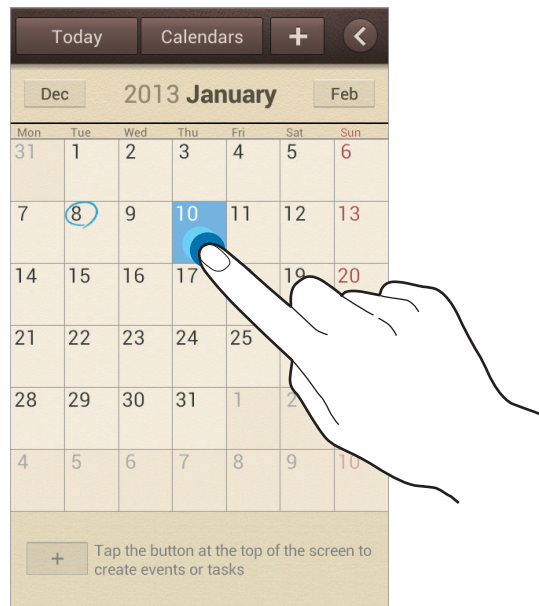 Today Calendars +
Dec 2013 January Feb
Mon Tue Wed Thu Fri Sat Sun
31 1 2 3 4 5 6
7 8 9 10 11 12 13
14 15 16 17 19 20
21 22 23 24 25
28 29 30 31 1 2
4 5 6 7 8 9 10
+ Tap the button at the top of the screen to
create events or tasks